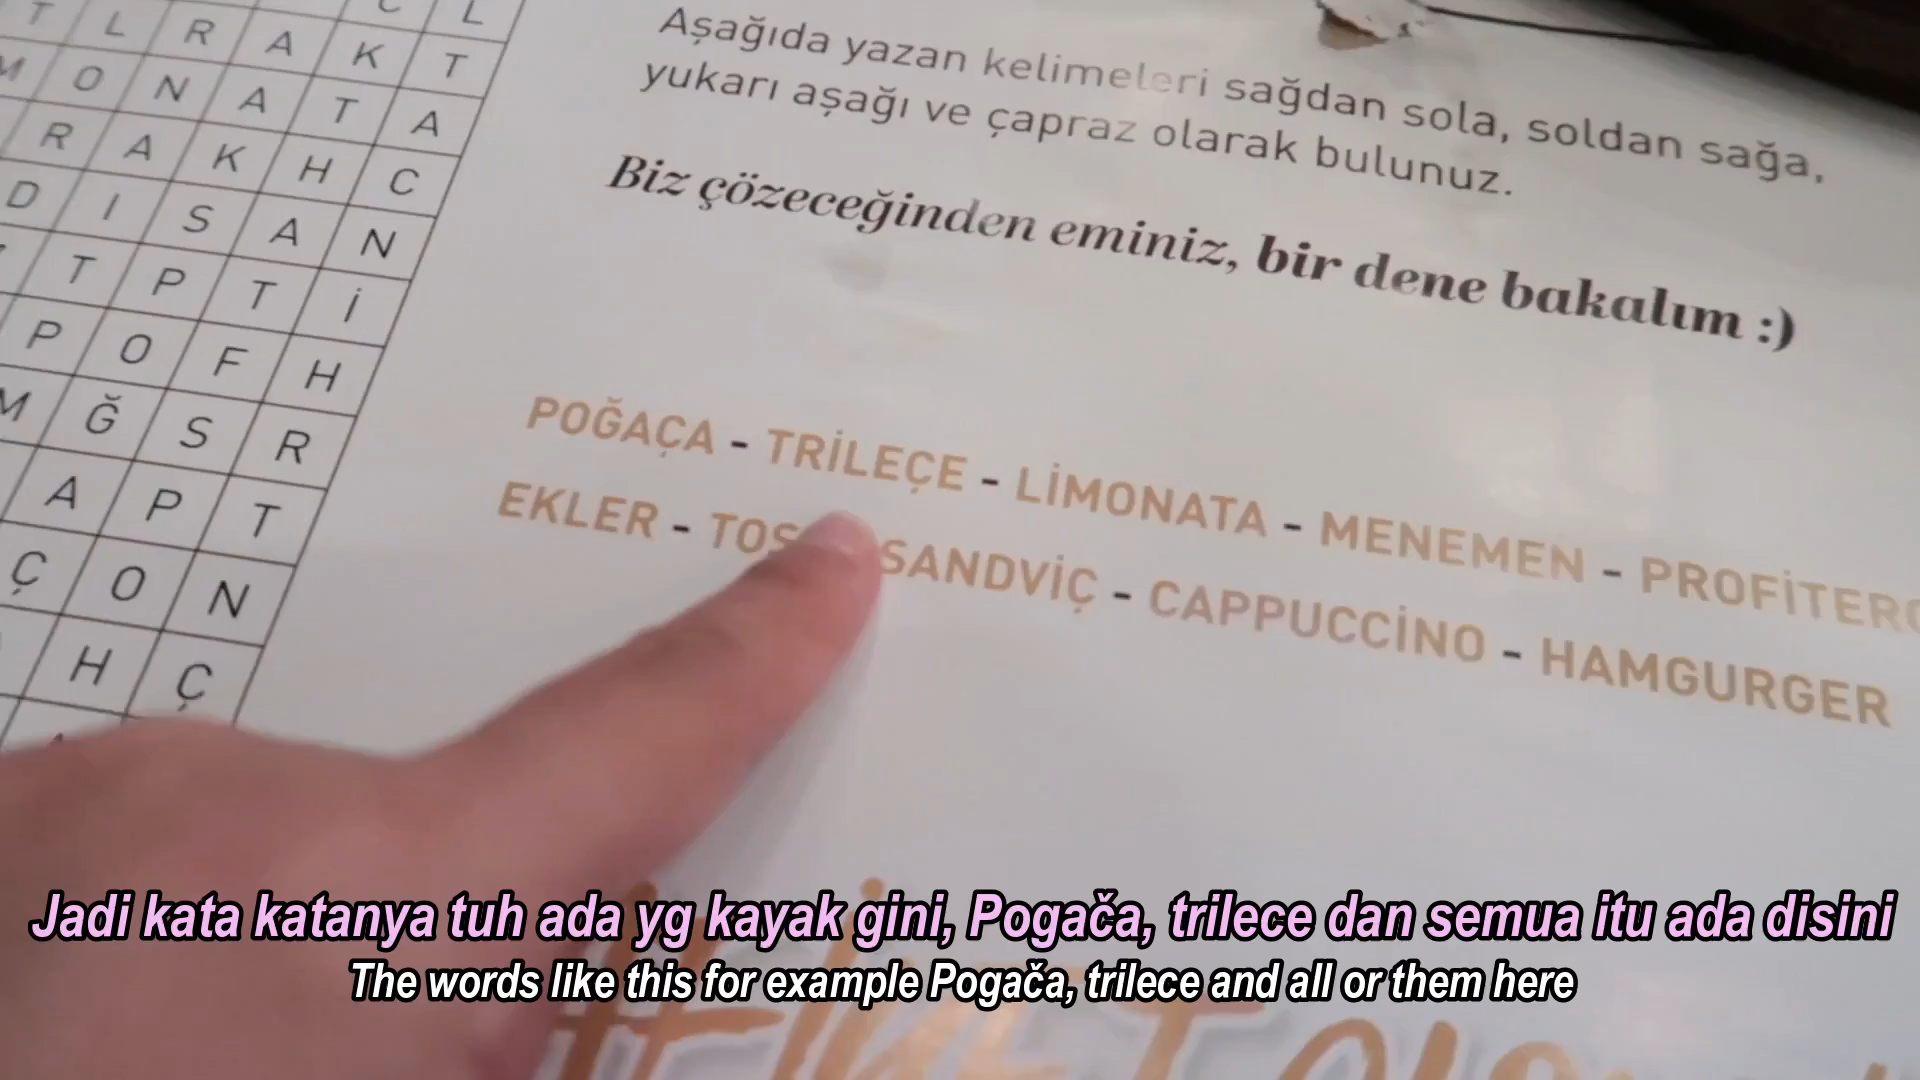 C L
T L R A K T
M O N A T A
R A K H C
D I S A N
T P T İ
P O F H
M Ğ S R
A P T
Ç O N
H Ç
Aşağıda yazan kelimeleri sağdan sola, soldan sağa,
yukarı aşağı ve çapraz olarak bulunuz.
Biz çözeceğinden eminiz, bir dene bakalım :)
POĞAÇA - TRİLEÇE - LİMONATA - MENEMEN - PROFİTERO
EKLER - TOS SANDVİÇ - CAPPUCCİNO - HAMGURGER
Jadi kata katanya tuh ada yg kayak gini, Pogača, trilece dan semua itu ada disini
The words like this for example Pogača, trilece and all or them here